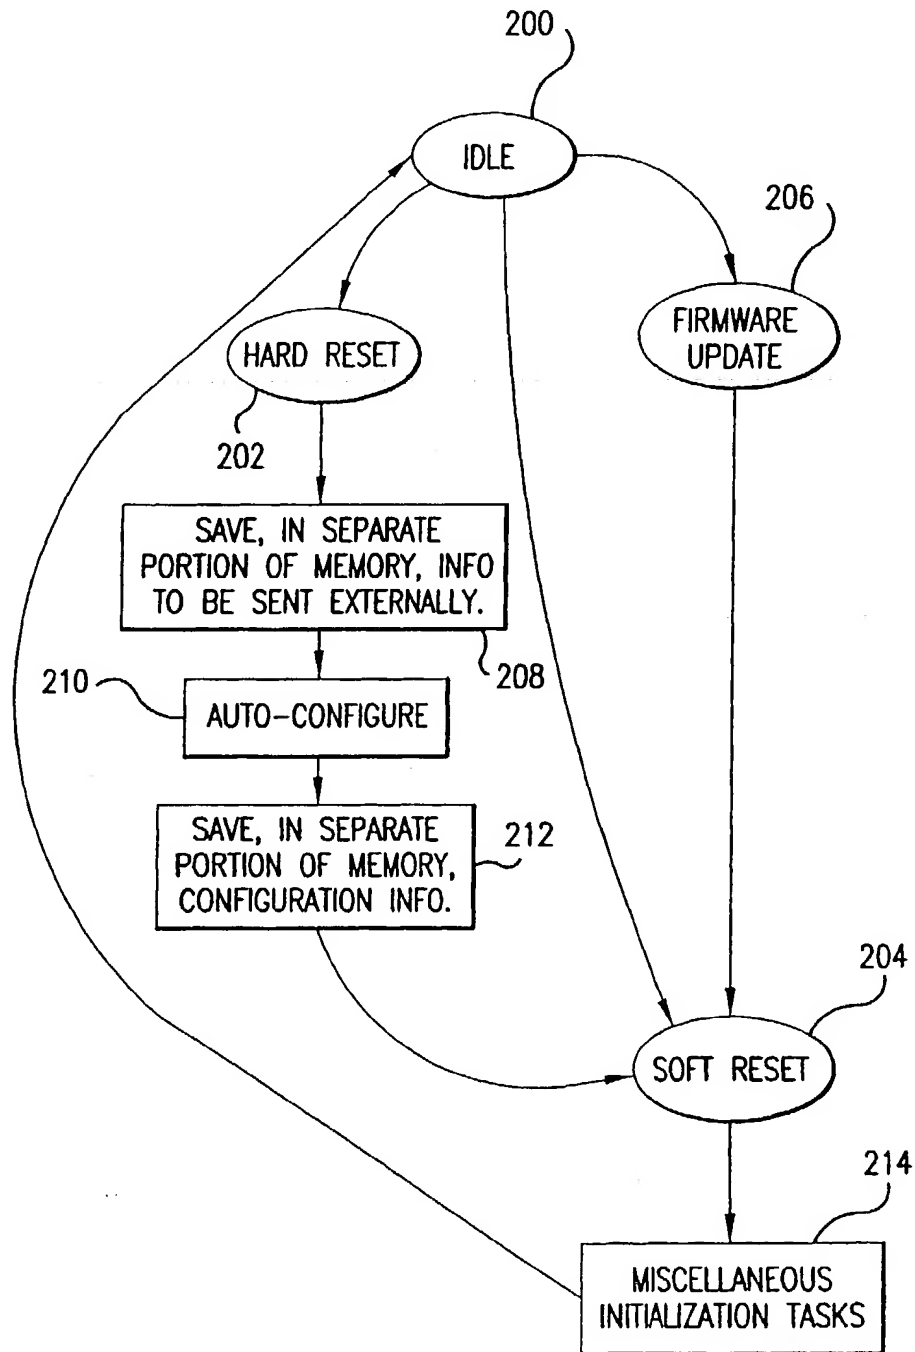 200
IDLE
206
FIRMWARE
UPDATE
HARD RESET
202
SAVE, IN SEPARATE
PORTION OF MEMORY, INFO
TO BE SENT EXTERNALLY.
208
210
AUTO-CONFIGURE
SAVE, IN SEPARATE
PORTION OF MEMORY,
CONFIGURATION INFO.
212
204
SOFT RESET
214
MISCELLANEOUS
INITIALIZATION TASKS